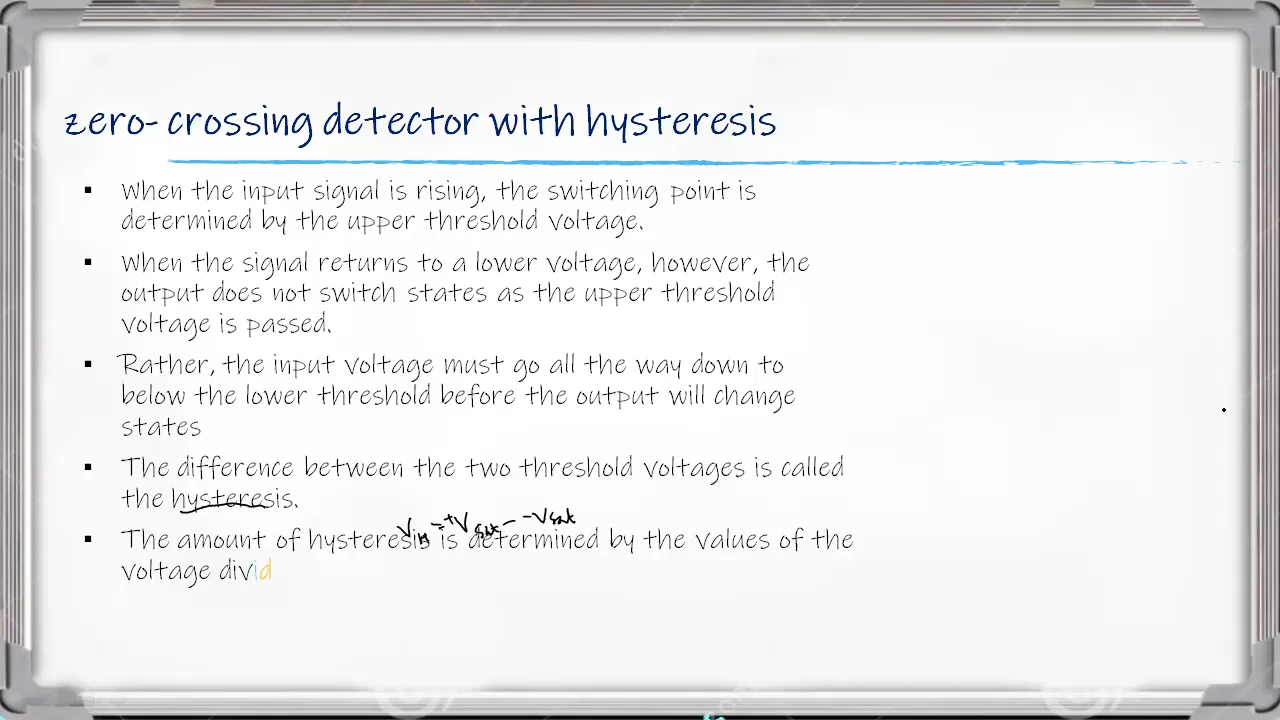 zero- crossing detector with hysteresis
▪ When the input signal is rising, the switching point is
determined by the upper threshold voltage.
▪ When the signal returns to a lower voltage, however, the
output does not switch states as the upper threshold
voltage is passed.
▪ Rather, the input voltage must go all the way down to
below the lower threshold before the output will change
states
▪ The difference between the two threshold voltages is called
the hysteresis.
VH = +Vsat - -Vsat
▪ The amount of hysteresis is determined by the values of the
voltage divid